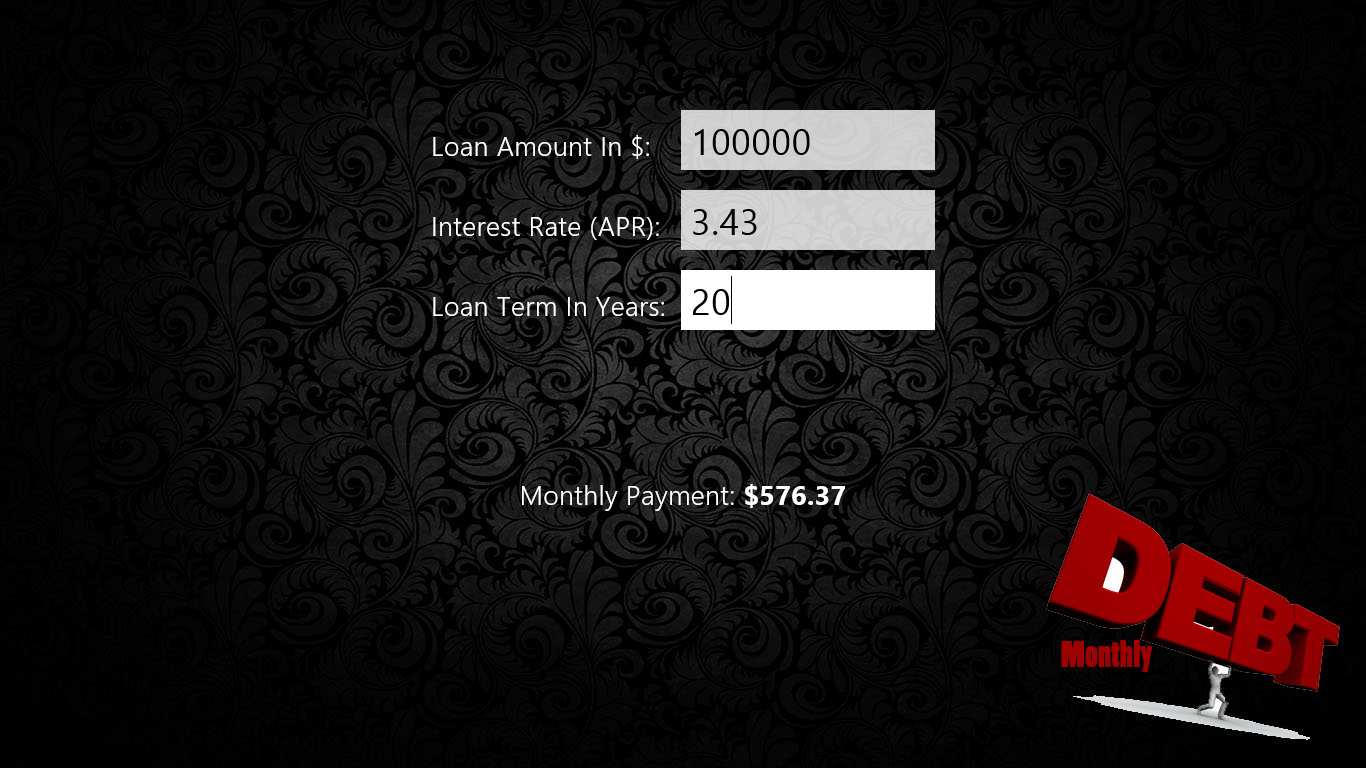 Loan Amount In $: 100000
Interest Rate (APR): 3.43
Loan Term In Years: 20
Monthly Payment: $576.37
DEBT
Monthly